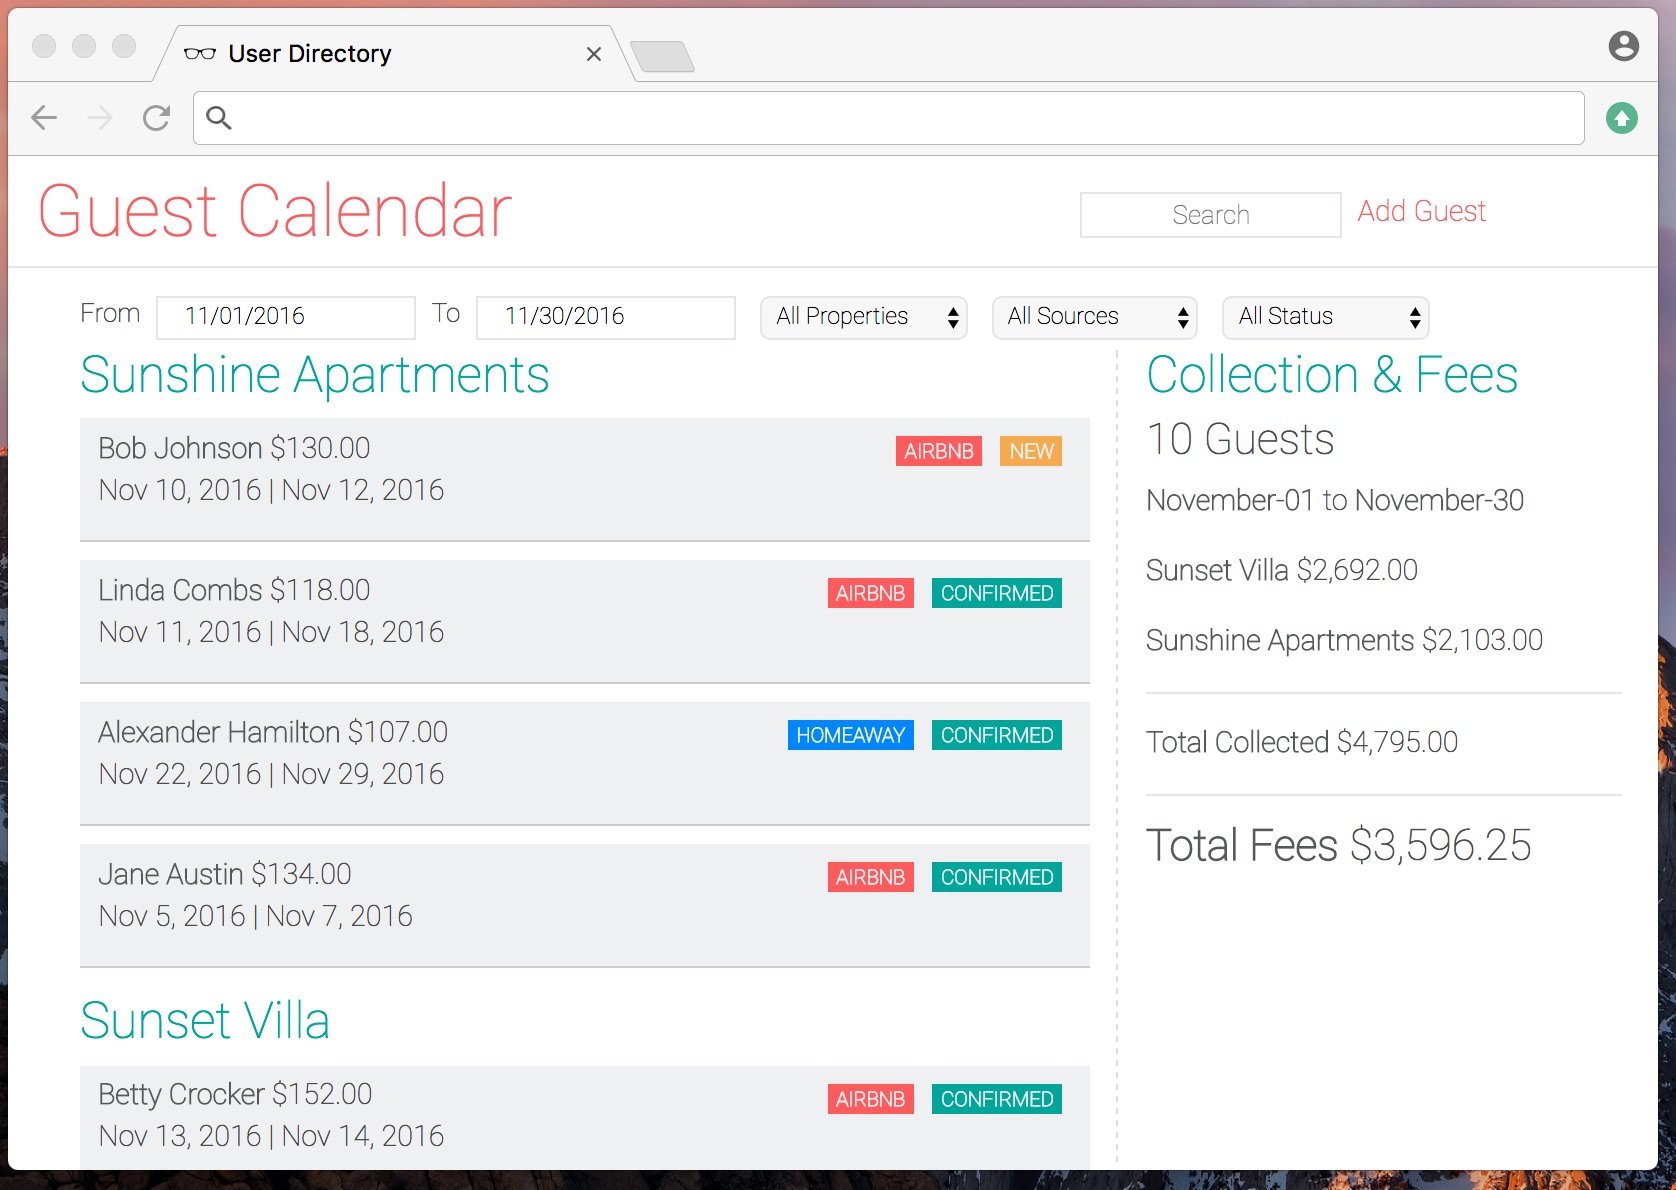 User Directory
Guest Calendar
Search
Add Guest
From 11/01/2016 To 11/30/2016 All Properties All Sources All Status
Sunshine Apartments
Bob Johnson $130.00 AIRBNB NEW
Nov 10, 2016 | Nov 12, 2016
Linda Combs $118.00 AIRBNB CONFIRMED
Nov 11, 2016 | Nov 18, 2016
Alexander Hamilton $107.00 HOMEAWAY CONFIRMED
Nov 22, 2016 | Nov 29, 2016
Jane Austin $134.00 AIRBNB CONFIRMED
Nov 5, 2016 | Nov 7, 2016
Sunset Villa
Betty Crocker $152.00 AIRBNB CONFIRMED
Nov 13, 2016 | Nov 14, 2016
Collection & Fees
10 Guests
November-01 to November-30
Sunset Villa $2,692.00
Sunshine Apartments $2,103.00
Total Collected $4,795.00
Total Fees $3,596.25